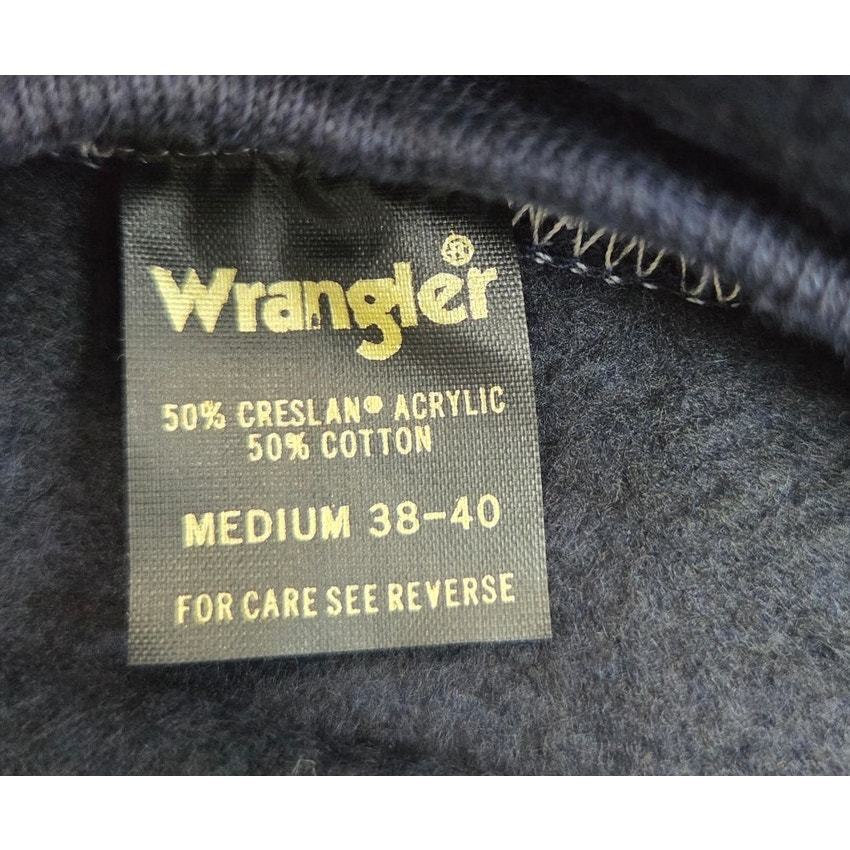 Wrangler®
50% CRESLAN® ACRYLIC
50% COTTON
MEDIUM 38-40
FOR CARE SEE REVERSE